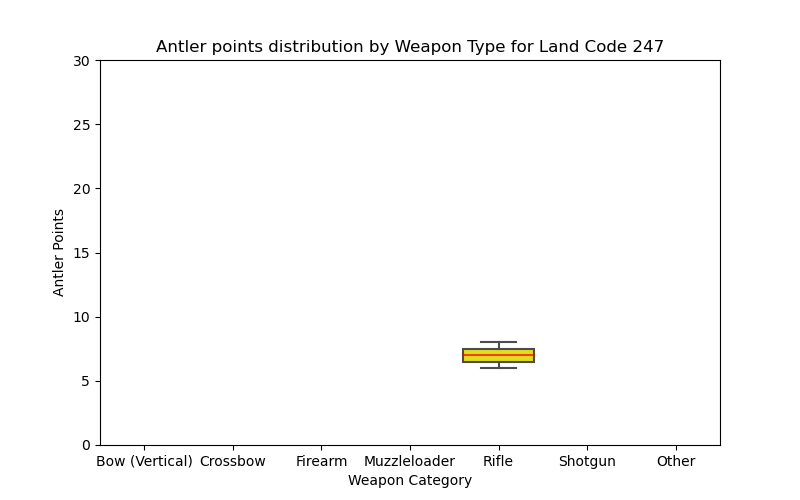 Antler points distribution by Weapon Type for Land Code 247
30
25
20
15
10
5
0
Antler Points
Bow (Vertical) Crossbow Firearm Muzzleloader Rifle Shotgun Other
Weapon Category